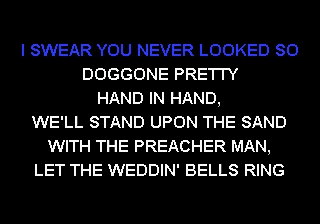 I SWEAR YOU NEVER LOOKED SO
DOGGONE PRETTY
HAND IN HAND,
WE'LL STAND UPON THE SAND
WITH THE PREACHER MAN,
LET THE WEDDIN' BELLS RING